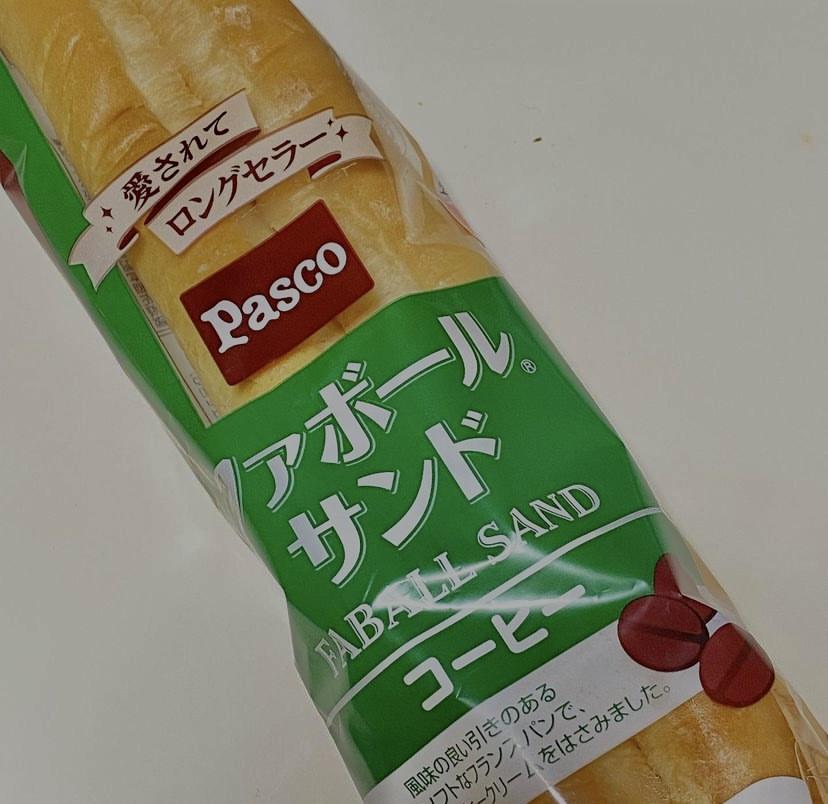 愛されて
ロングセラー
Pasco
ファボール®
サンド
FABALL SAND
コーヒー
風味の良い引きのある
ソフトなフランスパンで、
クリームをはさみました。